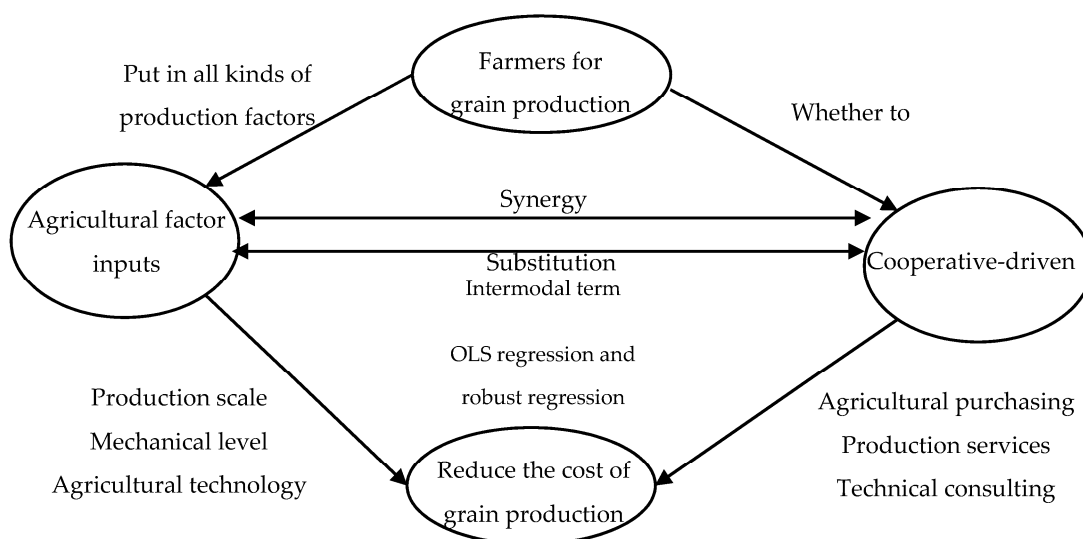 Farmers for
grain production
Put in all kinds of
production factors
Whether to
Agricultural factor
inputs
Synergy
Substitution
Intermodal term
Cooperative-driven
OLS regression and
robust regression
Production scale
Mechanical level
Agricultural technology
Agricultural purchasing
Production services
Technical consulting
Reduce the cost of
grain production